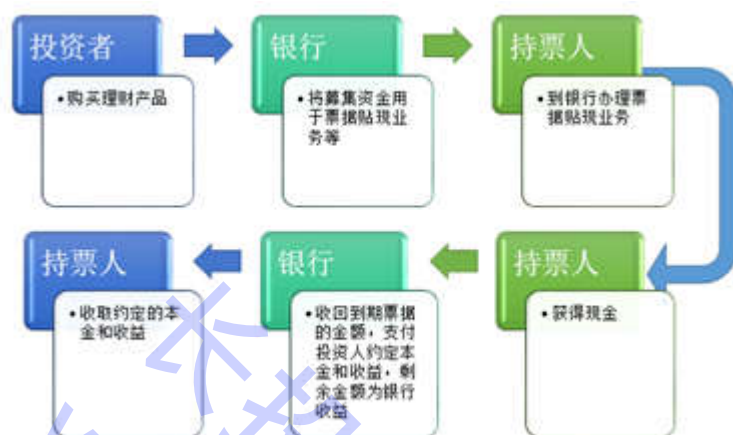 投资者
•购买理财产品
银行
•将募集资金用
于票据贴现业
务等
持票人
•到银行办理票
据贴现业务
持票人
•收取约定的本
金和收益
银行
•收回到期票据
的金额，支付
投资人约定本
金和收益，剩
余金额为银行
收益
持票人
•获得现金